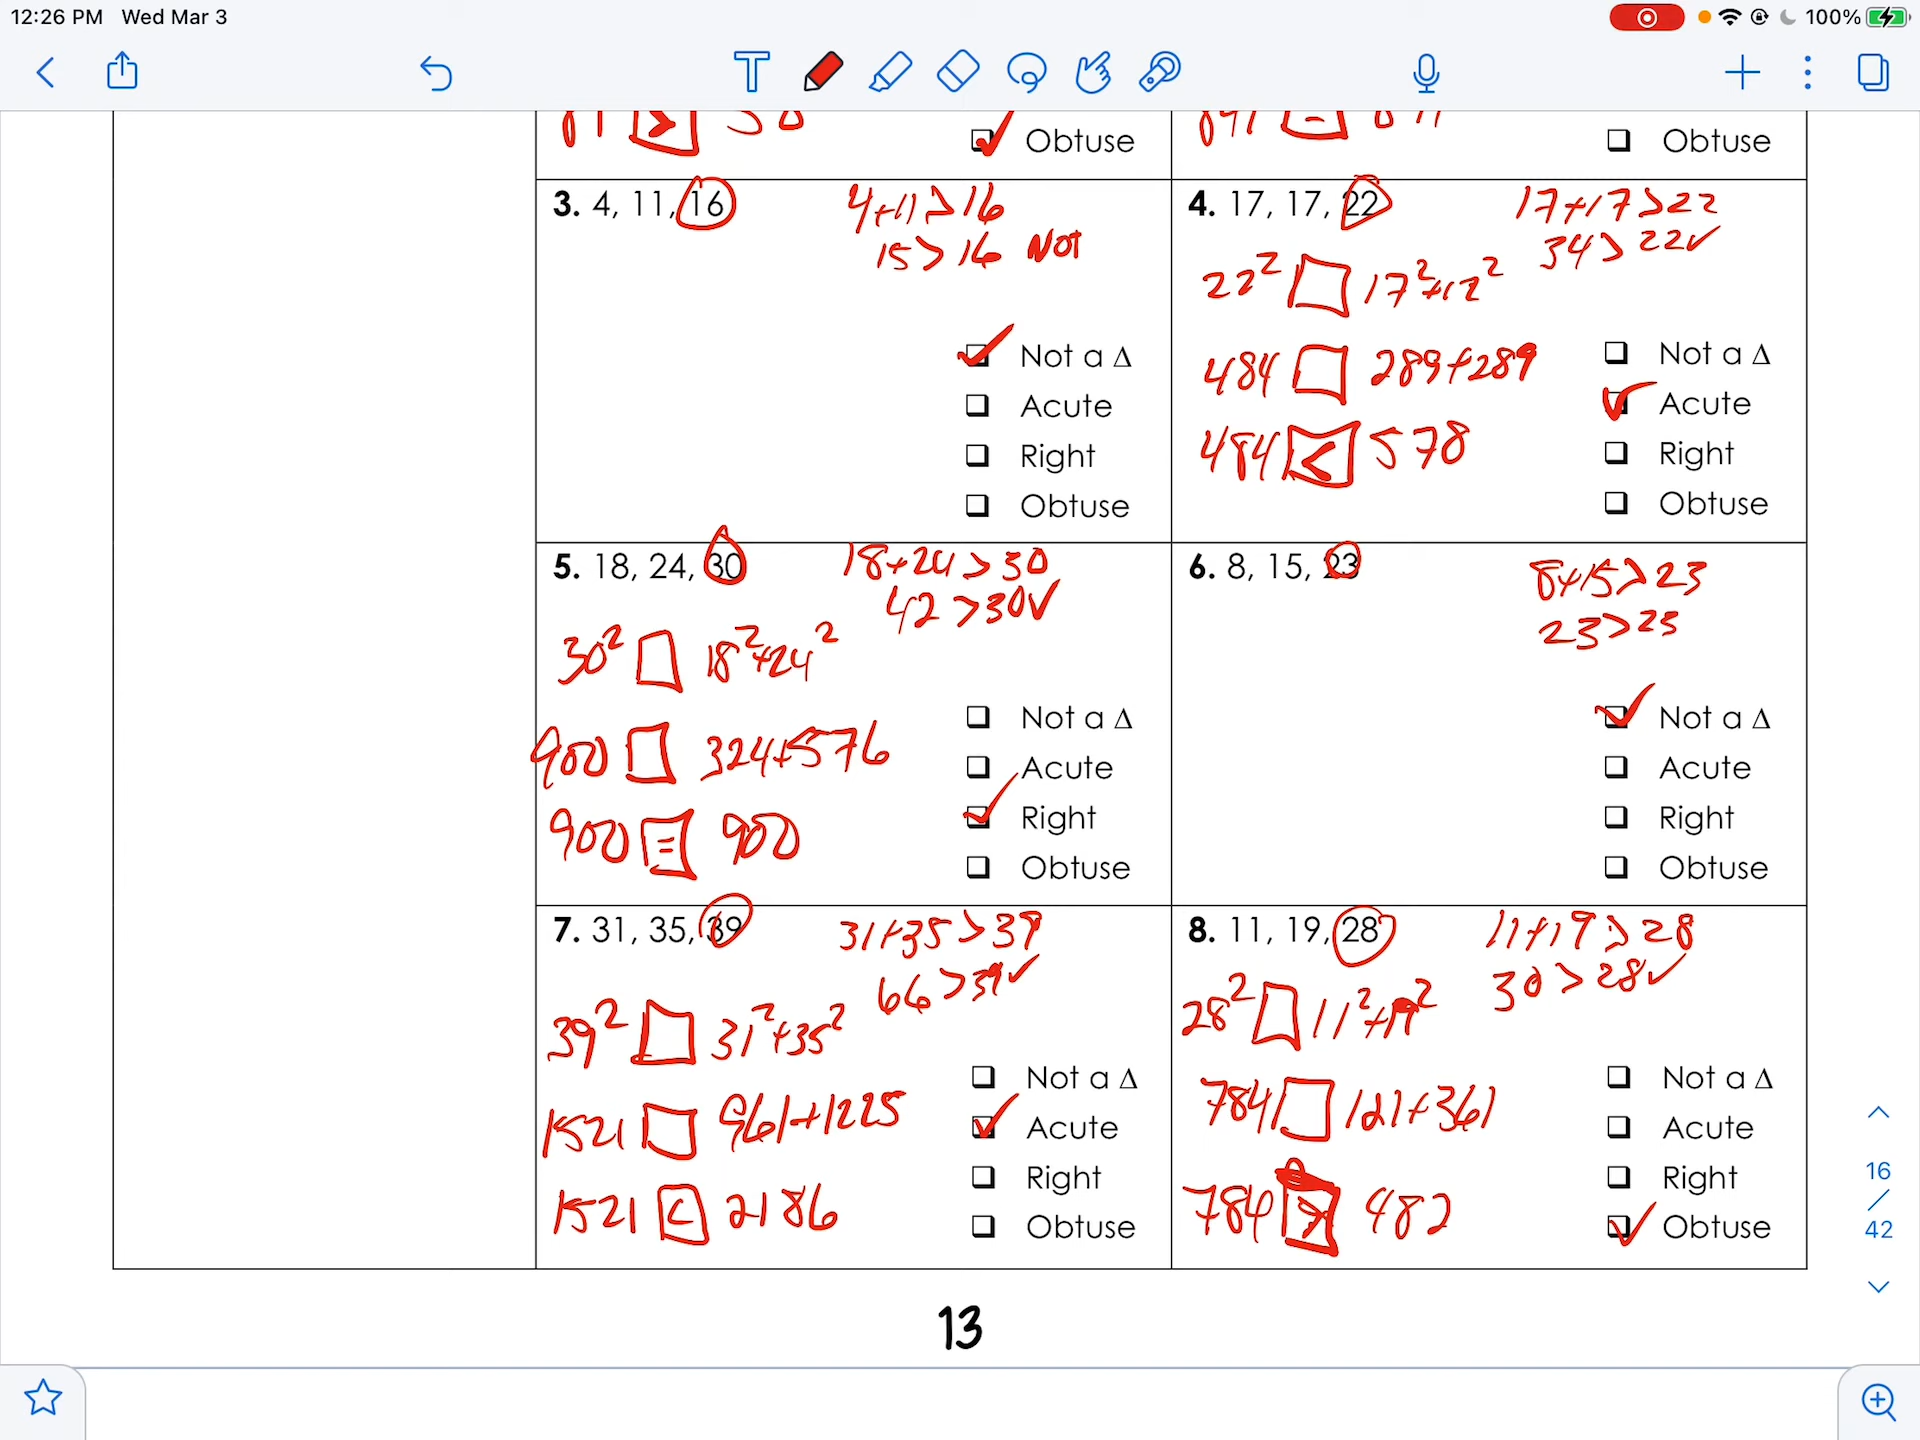 12:26 PM Wed Mar 3
100%
T
Obtuse
Obtuse
3. 4, 11, 16
4+11>16
15>16 NOT
Not a Δ
Acute
Right
Obtuse
4. 17, 17, 22
17+17>22
34>22✓
22² □ 17²+17²
484 □ 289+289
484 < 578
Not a Δ
Acute
Right
Obtuse
5. 18, 24, 30
18+24>30
42>30✓
30² □ 18²+24²
900 □ 324+576
900 = 900
Not a Δ
Acute
Right
Obtuse
6. 8, 15, 23
8+15>23
23>23
Not a Δ
Acute
Right
Obtuse
7. 31, 35, 39
31+35>39
66>39✓
39² □ 31²+35²
1521 □ 961+1225
1521 < 2186
Not a Δ
Acute
Right
Obtuse
8. 11, 19, 28
11+19>28
30>28✓
28² □ 11²+19²
784 □ 121+361
784 > 482
Not a Δ
Acute
Right
Obtuse
16
/
42
13